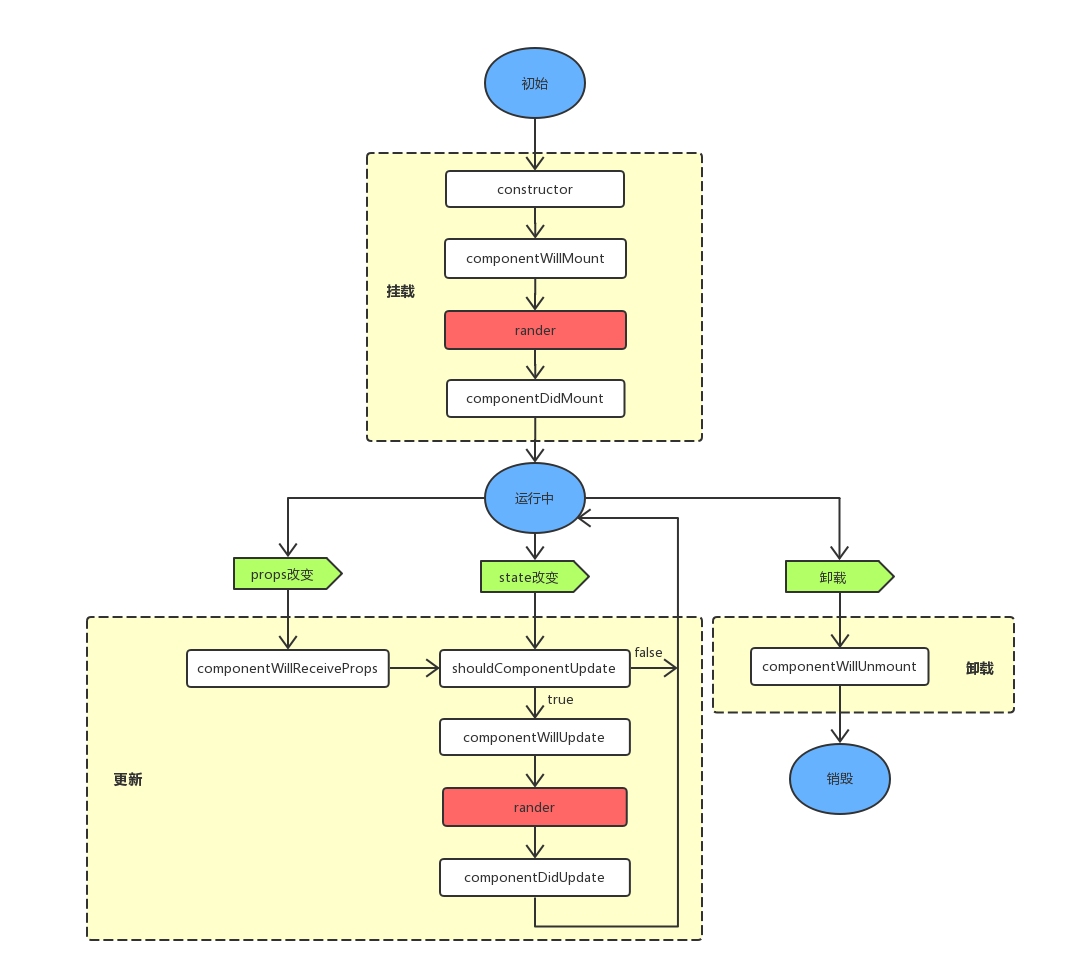 初始
constructor
componentWillMount
挂载
rander
componentDidMount
运行中
props改变
state改变
卸载
componentWillReceiveProps
shouldComponentUpdate
false
componentWillUnmount
卸载
true
componentWillUpdate
更新
销毁
rander
componentDidUpdate